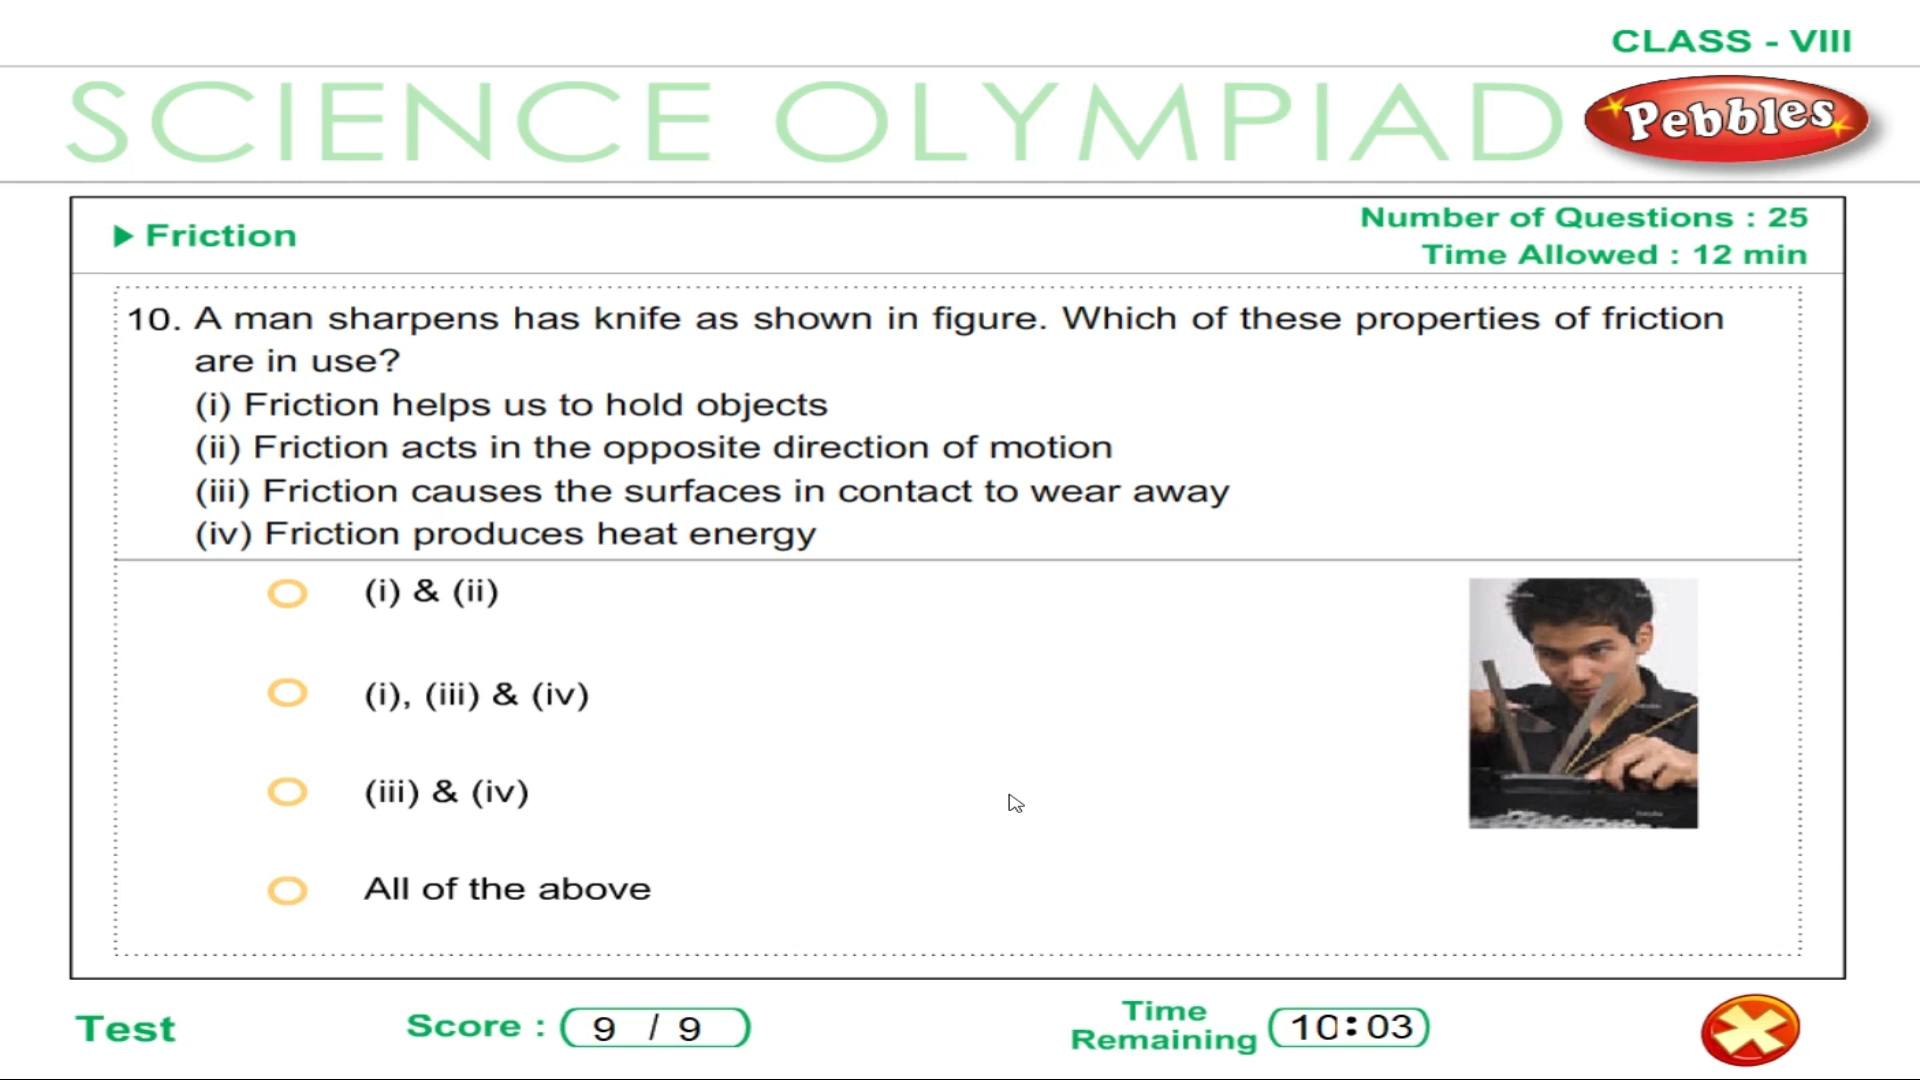 CLASS - VIII
SCIENCE OLYMPIAD
Pebbles
Friction
Number of Questions : 25
Time Allowed : 12 min
10. A man sharpens has knife as shown in figure. Which of these properties of friction
are in use?
(i) Friction helps us to hold objects
(ii) Friction acts in the opposite direction of motion
(iii) Friction causes the surfaces in contact to wear away
(iv) Friction produces heat energy
(i) & (ii)
(i), (iii) & (iv)
(iii) & (iv)
All of the above
Test
Score : 9 / 9
Time
Remaining 10:03